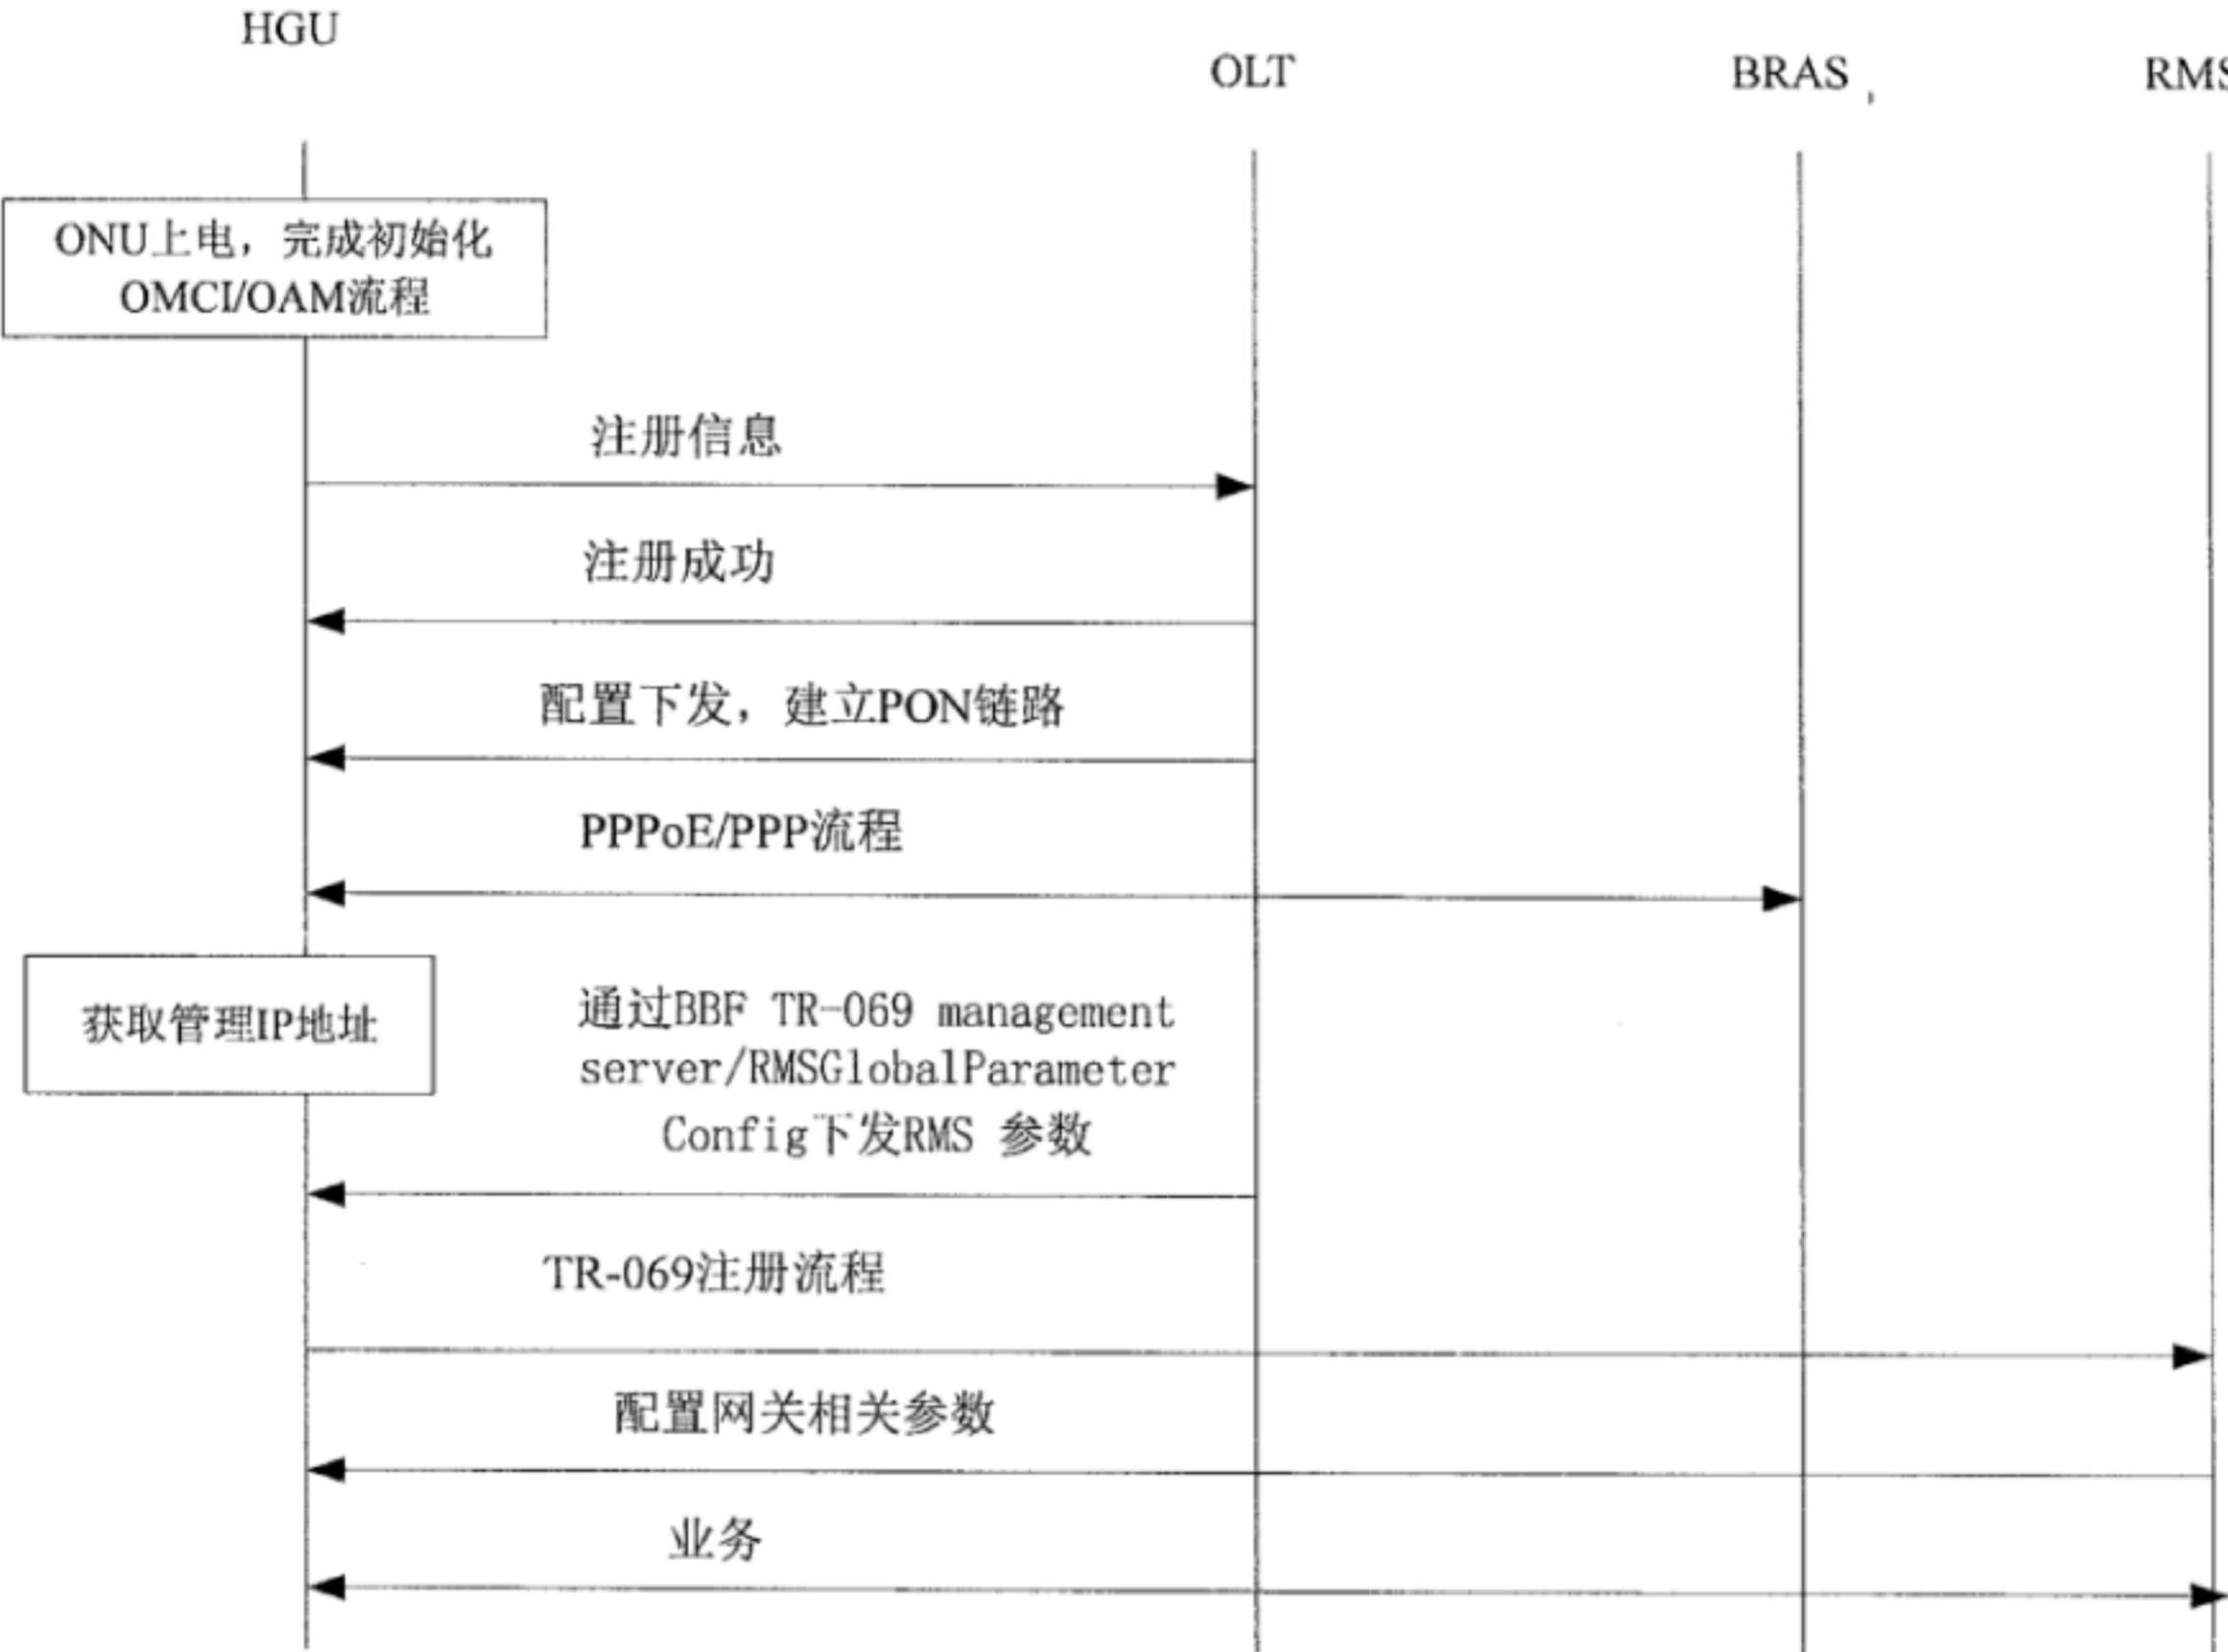 HGU
OLT
BRAS
RMS
ONU上电，完成初始化
OMCI/OAM流程
注册信息
注册成功
配置下发，建立PON链路
PPPoE/PPP流程
获取管理IP地址
通过BBF TR-069 management
server/RMSGlobalParameter
Config下发RMS 参数
TR-069注册流程
配置网关相关参数
业务